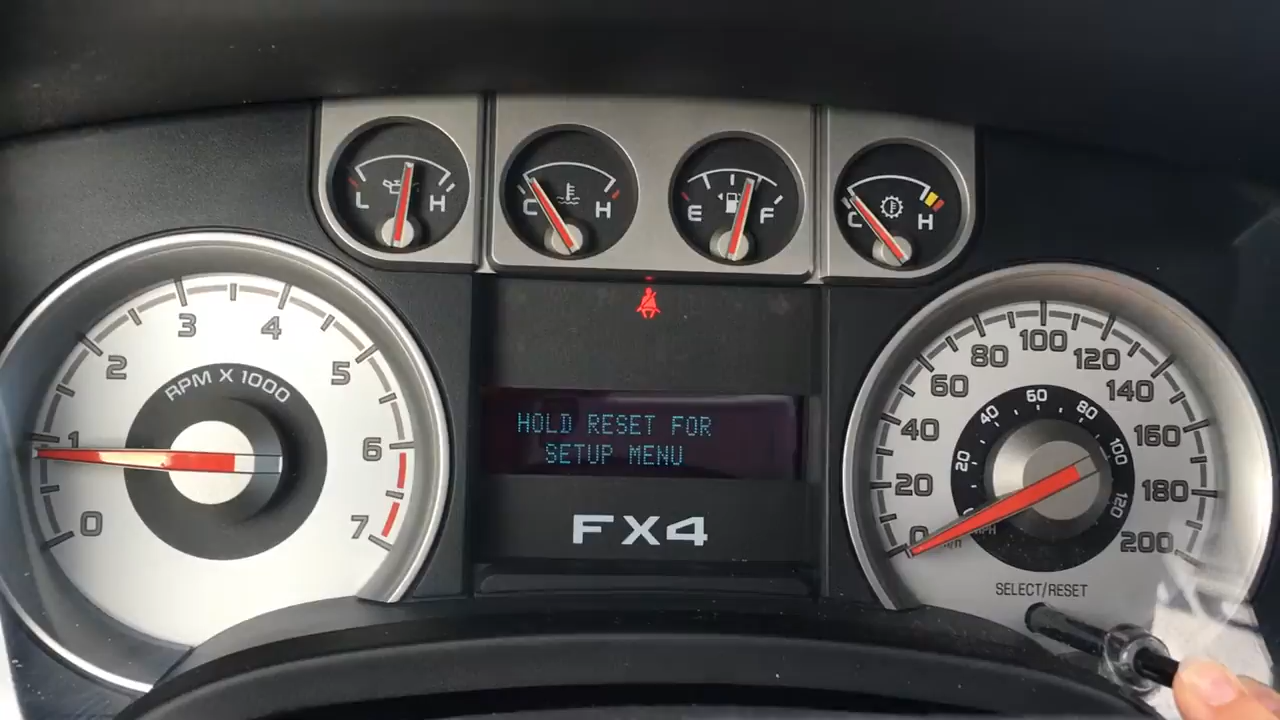 L H
C H
E F
C H
RPM X 1000
0 1 2 3 4 5 6 7
HOLD RESET FOR
SETUP MENU
FX4
0 20 40 60 80 100 120 140 160 180 200
20 40 60 80 100 120
MPH
SELECT/RESET